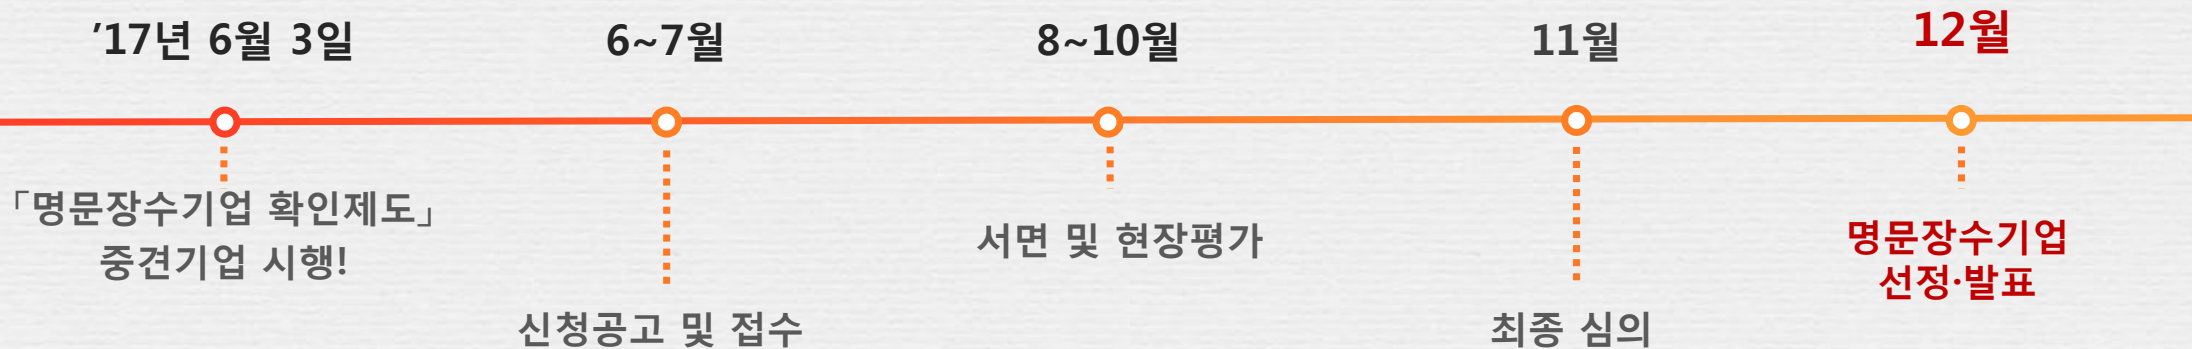 ’17년 6월 3일
6~7월
8~10월
11월
12월
「명문장수기업 확인제도」
중견기업 시행!
신청공고 및 접수
서면 및 현장평가
최종 심의
명문장수기업
선정·발표